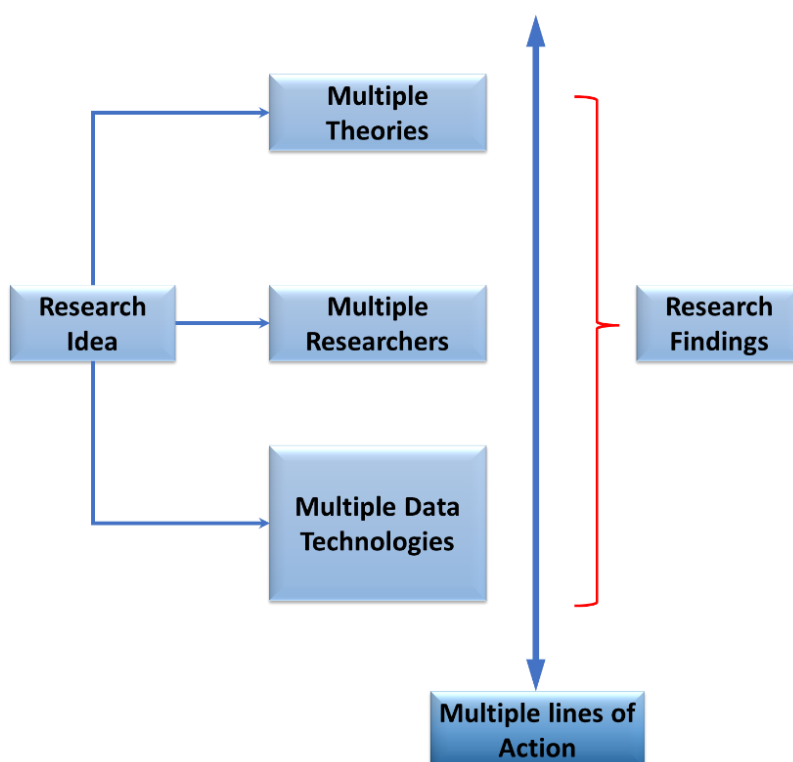 Multiple
Theories
Research
Idea
Multiple
Researchers
Research
Findings
Multiple Data
Technologies
Multiple lines of
Action